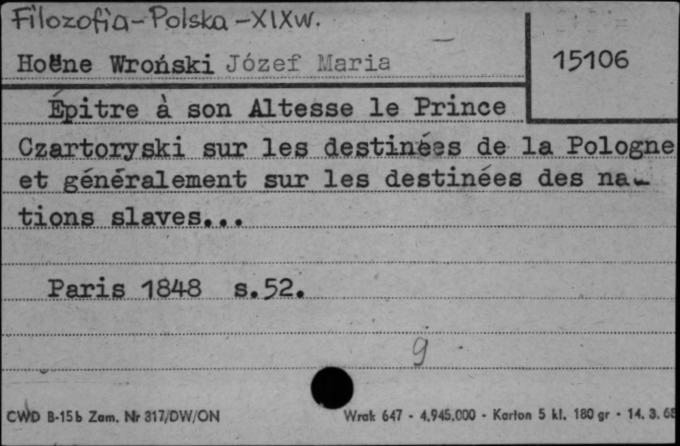 Filozofia-Polska-XIXw.
Hoëne Wroński Józef Maria
15106
Épitre à son Altesse le Prince
Czartoryski sur les destinées de la Pologne
et généralement sur les destinées des na-
tions slaves...
Paris 1848 s.52.
9
CWD B-15b Zam. Nr 317/DW/ON
Wrak 647 - 4.945.000 - Karton 5 kl. 180 gr - 14. 3. 68